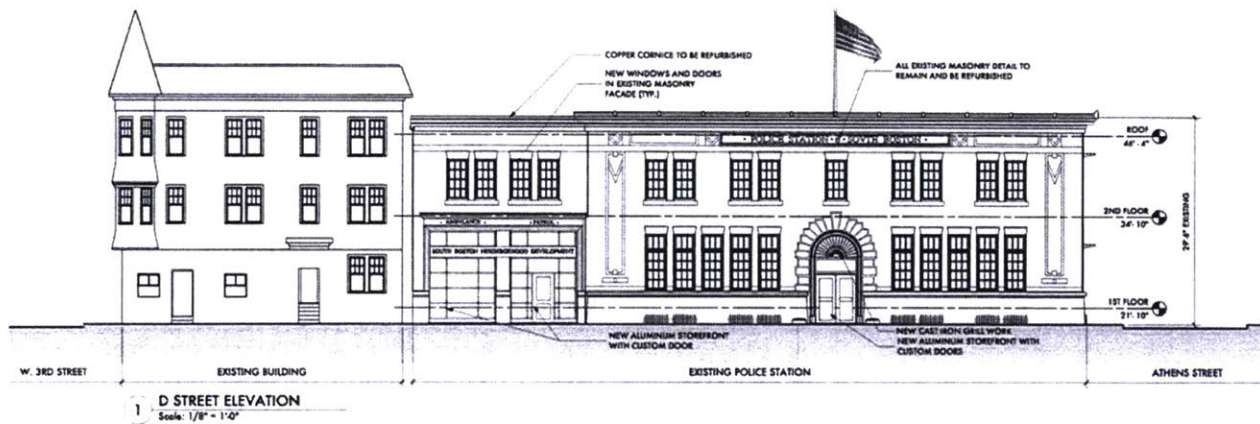 COPPER CORNICE TO BE REFURBISHED
NEW WINDOWS AND DOORS
IN EXISTING MASONRY
FACADE (TYP.)
ALL EXISTING MASONRY DETAIL TO
REMAIN AND BE REFURBISHED
ROOF
46' - 4"
· POLICE STATION 6 SOVTH BOSTON ·
2ND FLOOR
34' - 10"
29'-6" EXISTING
· AMBVLANCE · · PATROL ·
SOUTH BOSTON NEIGHBORHOOD DEVELOPMENT
1ST FLOOR
21' - 10"
NEW ALUMINUM STOREFRONT
WITH CUSTOM DOOR
NEW CAST IRON GRILL WORK
NEW ALUMINUM STOREFRONT WITH
CUSTOM DOORS
W. 3RD STREET
EXISTING BUILDING
EXISTING POLICE STATION
ATHENS STREET
1
D STREET ELEVATION
Scale: 1/8" = 1'-0"